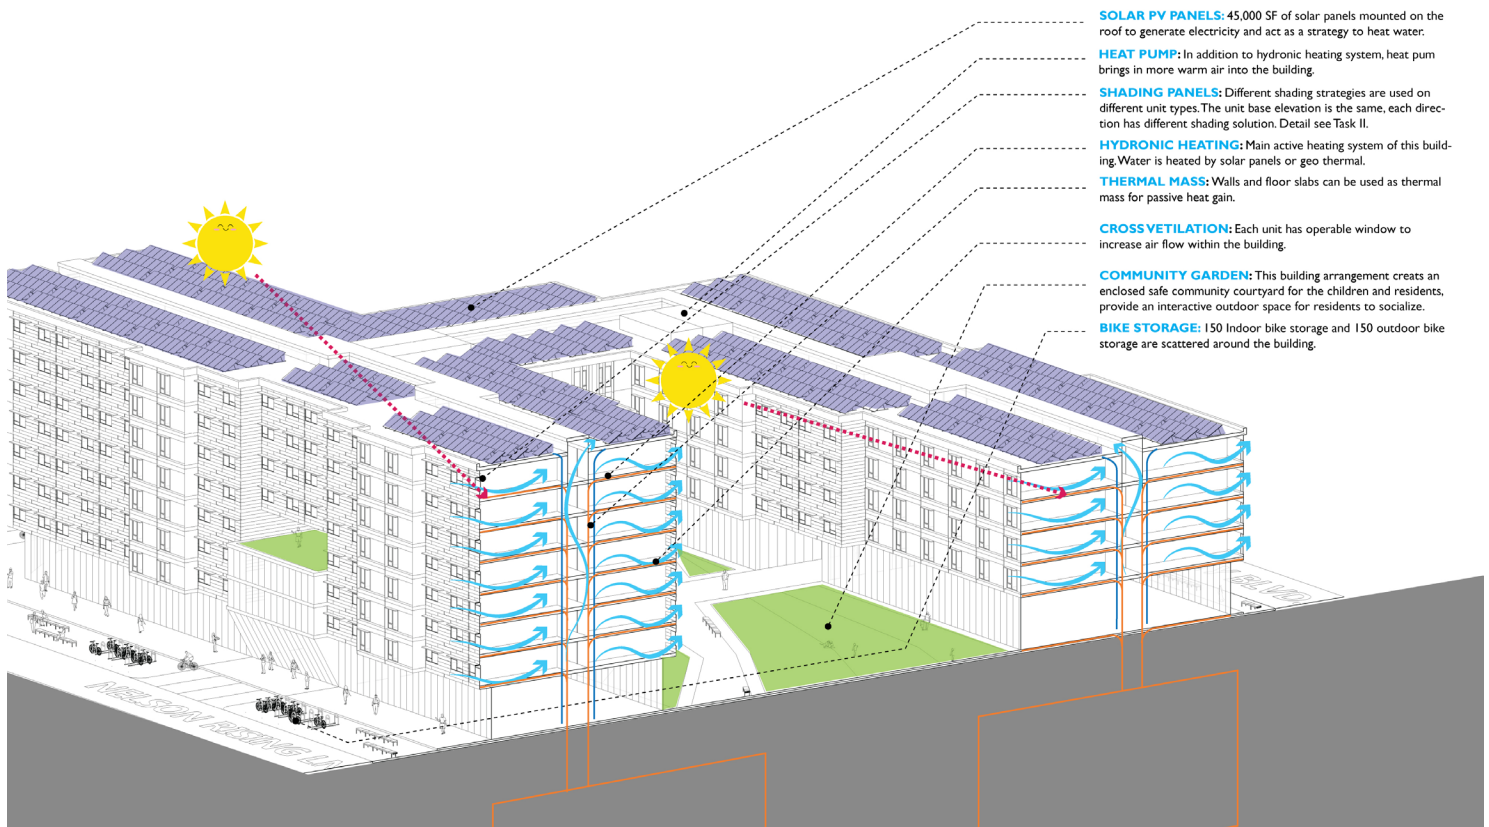 SOLAR PV PANELS: 45,000 SF of solar panels mounted on the
roof to generate electricity and act as a strategy to heat water.
HEAT PUMP: In addition to hydronic heating system, heat pum
brings in more warm air into the building.
SHADING PANELS: Different shading strategies are used on
different unit types. The unit base elevation is the same, each direc-
tion has different shading solution. Detail see Task II.
HYDRONIC HEATING: Main active heating system of this build-
ing. Water is heated by solar panels or geo thermal.
THERMAL MASS: Walls and floor slabs can be used as thermal
mass for passive heat gain.
CROSS VETILATION: Each unit has operable window to
increase air flow within the building.
COMMUNITY GARDEN: This building arrangement creats an
enclosed safe community courtyard for the children and residents,
provide an interactive outdoor space for residents to socialize.
BIKE STORAGE: 150 Indoor bike storage and 150 outdoor bike
storage are scattered around the building.
NELSON RISING LN